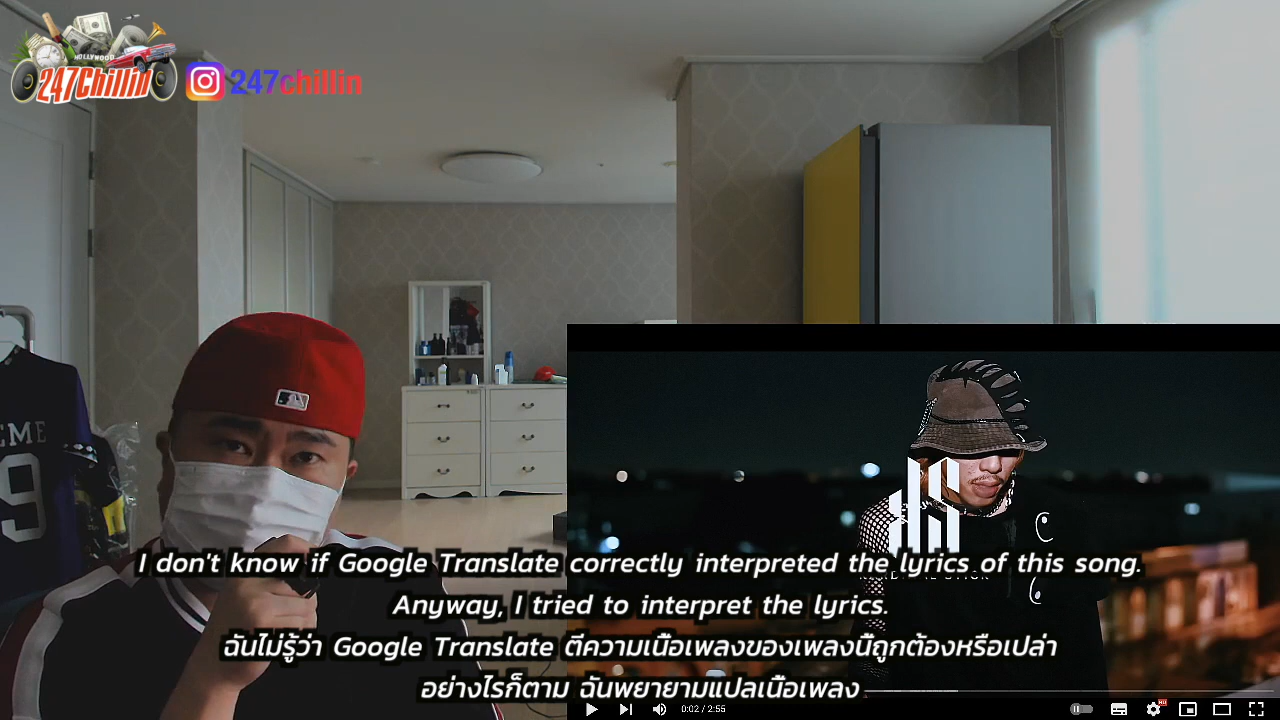 HOLLYWOOD
247Chillin
247chillin
EME
9
I don't know if Google Translate correctly interpreted the lyrics of this song.
Anyway, I tried to interpret the lyrics.
ฉันไม่รู้ว่า Google Translate ตีความเนื้อเพลงของเพลงนี้ถูกต้องหรือเปล่า
อย่างไรก็ตาม ฉันพยายามแปลเนื้อเพลง
0:02 / 2:55